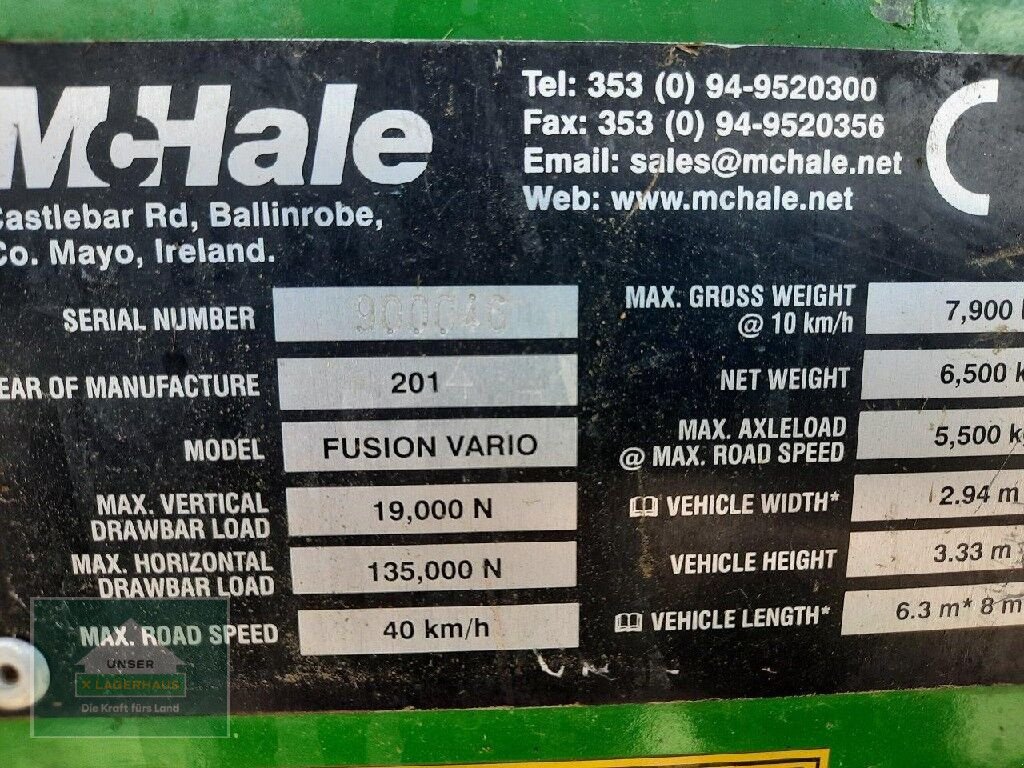 McHale
Castlebar Rd, Ballinrobe,
Co. Mayo, Ireland.
Tel: 353 (0) 94-9520300
Fax: 353 (0) 94-9520356
Email: sales@mchale.net
Web: www.mchale.net
SERIAL NUMBER
EAR OF MANUFACTURE 201 4
MODEL FUSION VARIO
MAX. VERTICAL
DRAWBAR LOAD 19,000 N
MAX. HORIZONTAL
DRAWBAR LOAD 135,000 N
MAX. ROAD SPEED 40 km/h
MAX. GROSS WEIGHT
@ 10 km/h 7,900
NET WEIGHT 6,500 k
MAX. AXLELOAD
@ MAX. ROAD SPEED 5,500 k
VEHICLE WIDTH* 2.94 m
VEHICLE HEIGHT 3.33 m
VEHICLE LENGTH* 6.3 m* 8 m
UNSER
X LAGERHAUS
Die Kraft fürs Land